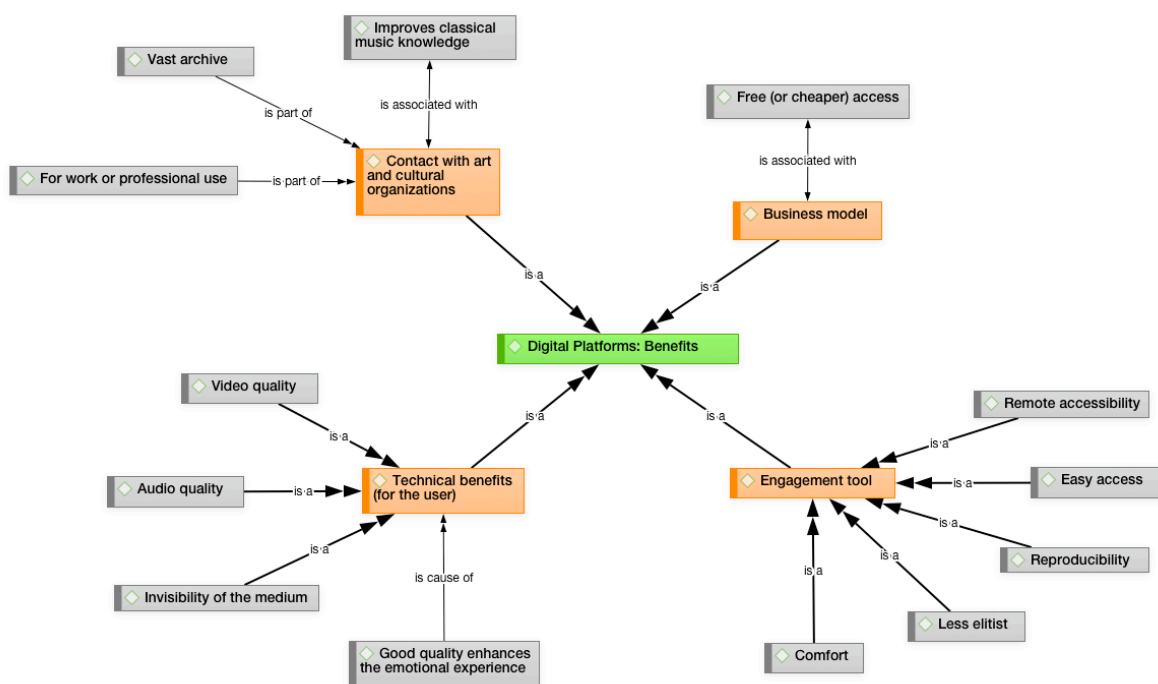 Improves classical
music knowledge
Vast archive
is part of
is associated with
Free (or cheaper) access
is associated with
For work or professional use
is part of
Contact with art
and cultural
organizations
Business model
is a
is a
Digital Platforms: Benefits
Video quality
is a
is a
is a
Remote accessibility
is a
Audio quality
is a
Technical benefits
(for the user)
Engagement tool
is a
Easy access
is a
is a
Reproducibility
is a
is a
is cause of
Invisibility of the medium
Less elitist
Good quality enhances
the emotional experience
Comfort